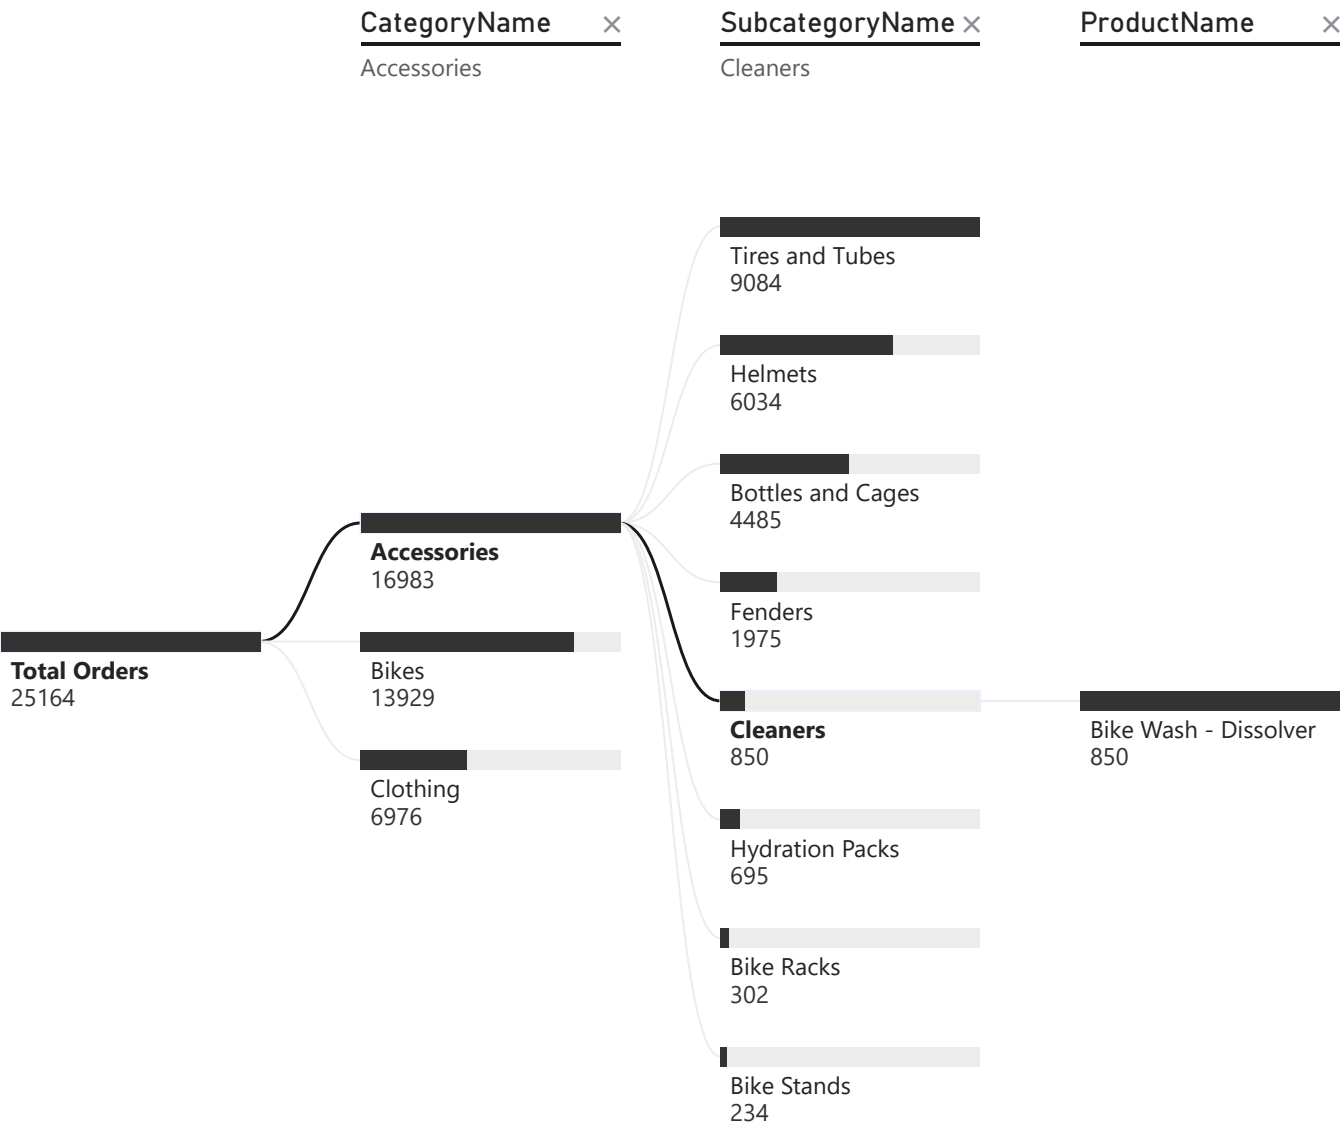 CategoryName
Accessories
SubcategoryName
Cleaners
ProductName
Total Orders
25164
Accessories
16983
Bikes
13929
Clothing
6976
Tires and Tubes
9084
Helmets
6034
Bottles and Cages
4485
Fenders
1975
Cleaners
850
Hydration Packs
695
Bike Racks
302
Bike Stands
234
Bike Wash - Dissolver
850